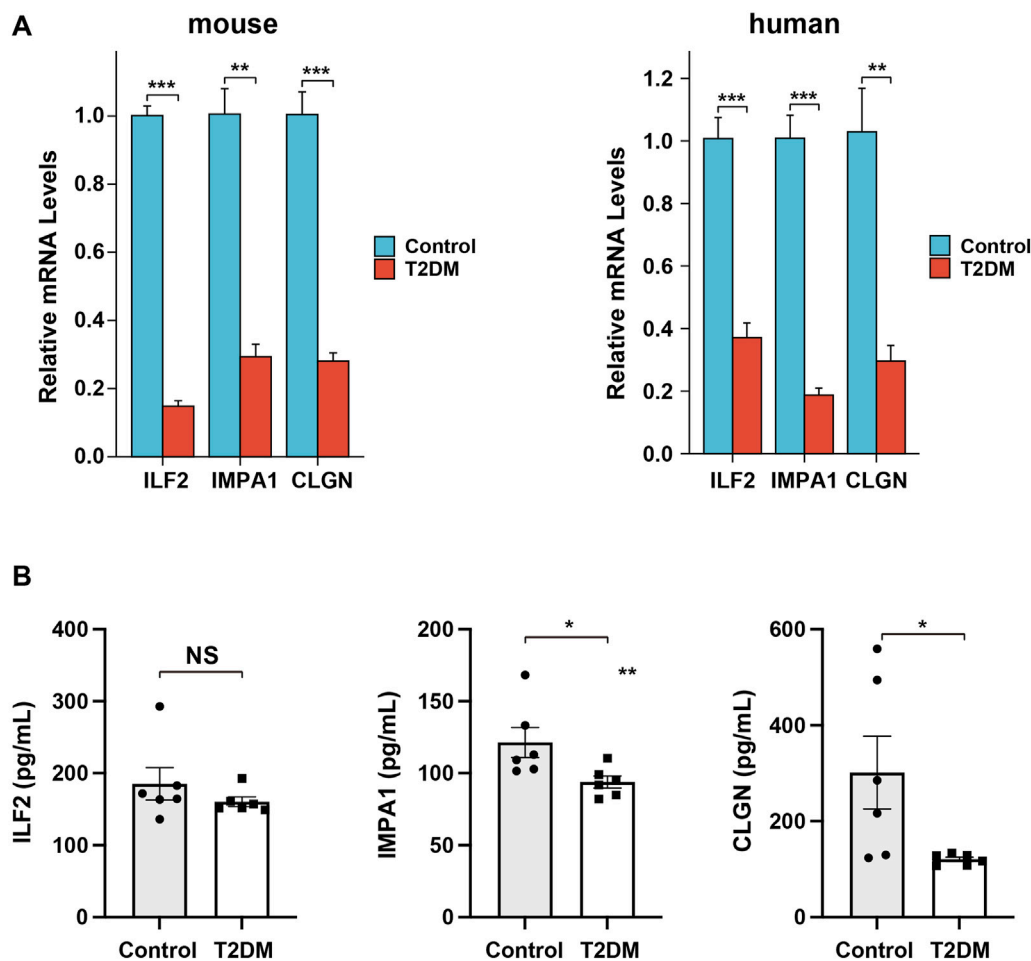 A
mouse
human
Relative mRNA Levels
1.0
0.8
0.6
0.4
0.2
0.0
***
**
***
ILF2 IMPA1 CLGN
Control
T2DM
Relative mRNA Levels
1.2
1.0
0.8
0.6
0.4
0.2
0.0
***
***
**
ILF2 IMPA1 CLGN
Control
T2DM
B
ILF2 (pg/mL)
400
300
200
100
0
NS
Control T2DM
IMPA1 (pg/mL)
200
150
100
50
0
*
**
Control T2DM
CLGN (pg/mL)
600
400
200
0
*
Control T2DM